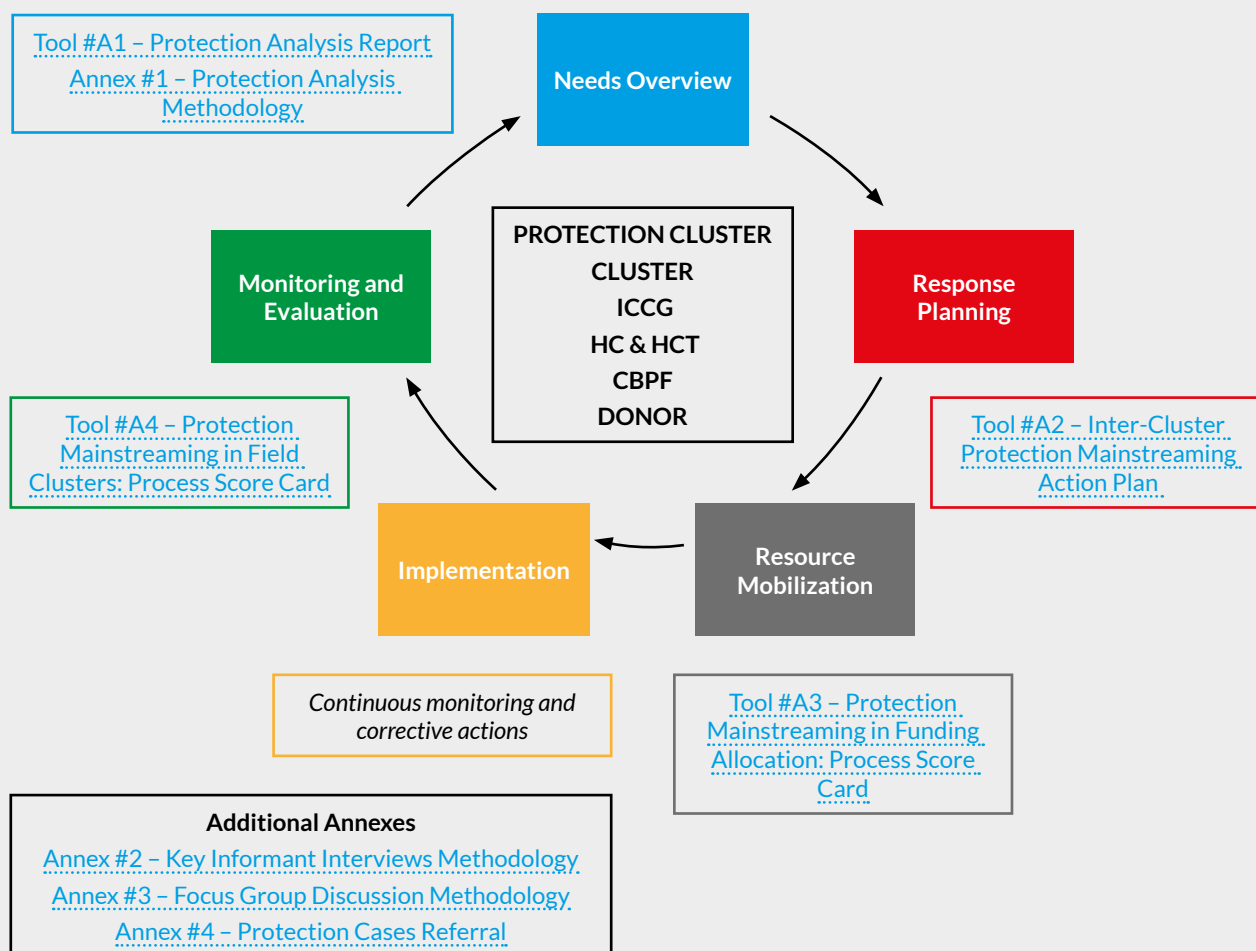 Tool #A1 – Protection Analysis Report
Annex #1 – Protection Analysis
Methodology
Needs Overview
PROTECTION CLUSTER
CLUSTER
ICCG
HC & HCT
CBPF
DONOR
Monitoring and
Evaluation
Response
Planning
Tool #A4 – Protection
Mainstreaming in Field
Clusters: Process Score Card
Tool #A2 – Inter-Cluster
Protection Mainstreaming
Action Plan
Implementation
Resource
Mobilization
Continuous monitoring and
corrective actions
Tool #A3 – Protection
Mainstreaming in Funding
Allocation: Process Score
Card
Additional Annexes
Annex #2 – Key Informant Interviews Methodology
Annex #3 – Focus Group Discussion Methodology
Annex #4 – Protection Cases Referral